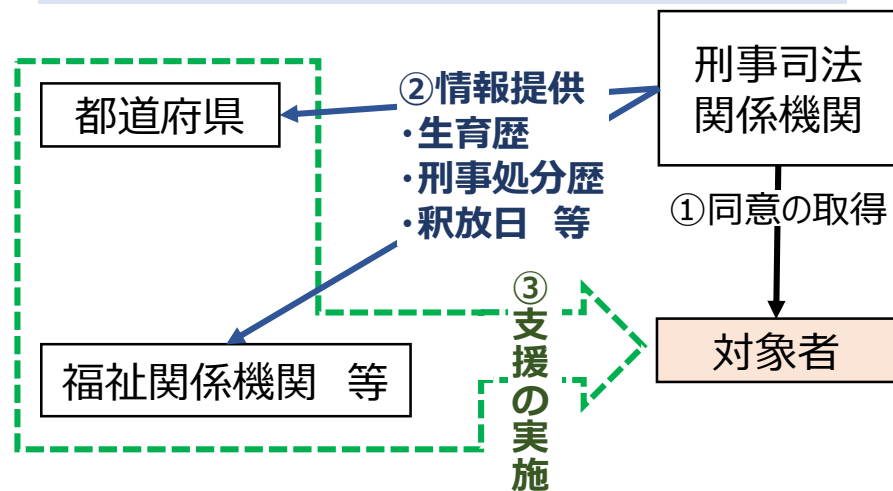 都道府県
②情報提供
・生育歴
・刑事処分歴
・釈放日 等
刑事司法
関係機関
①同意の取得
③支援の実施
対象者
福祉関係機関 等